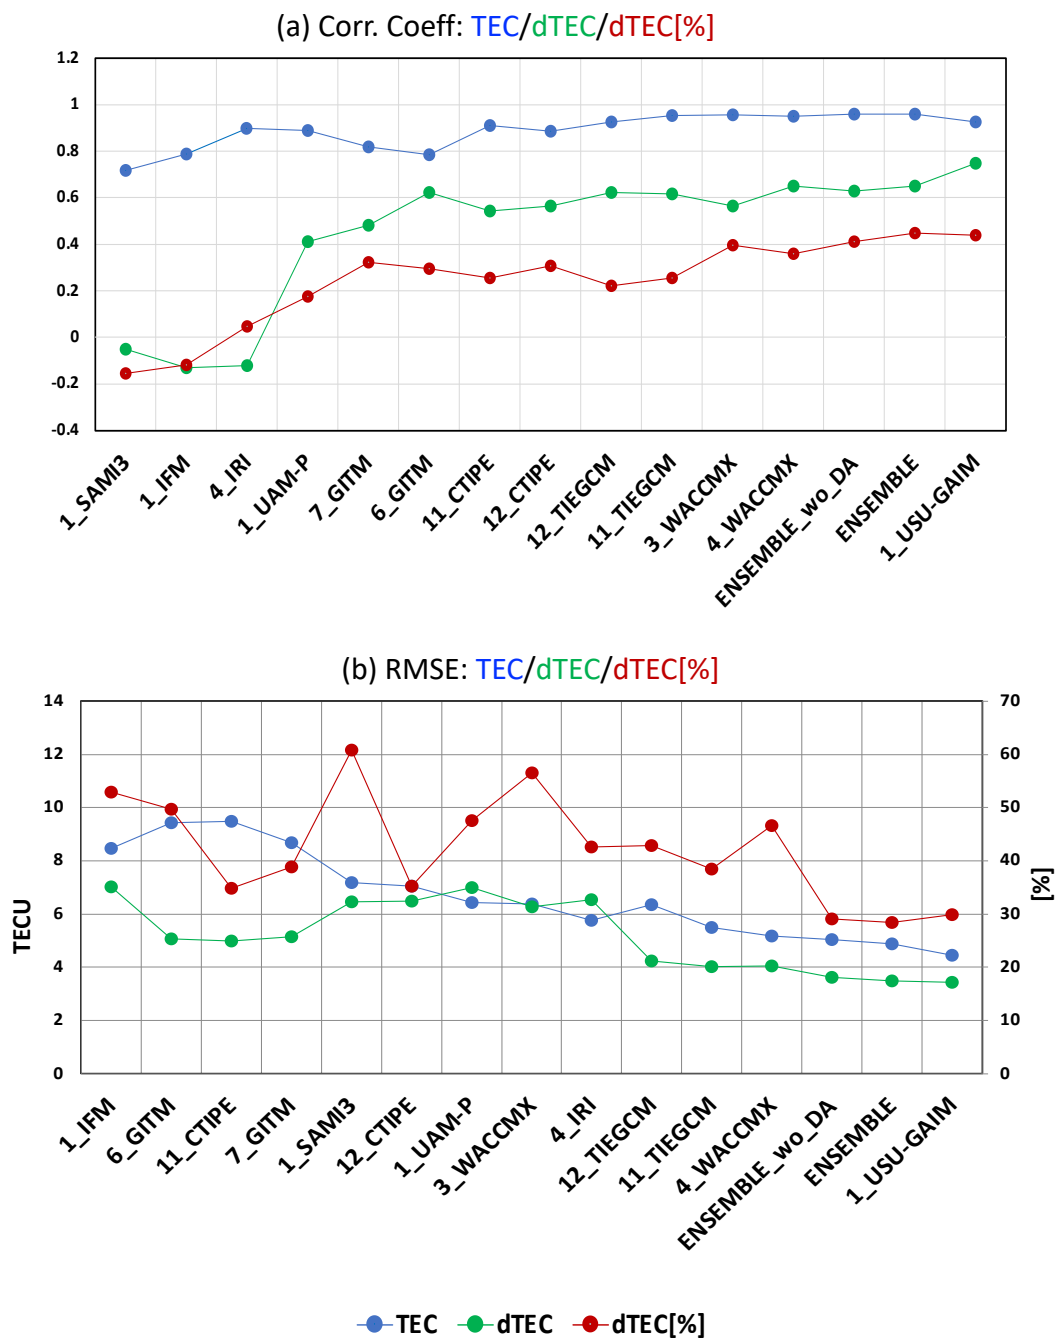 (a) Corr. Coeff: TEC/dTEC/dTEC[%]
1.2
1
0.8
0.6
0.4
0.2
0
-0.2
-0.4
1_SAMI3
1_IFM
4_IRI
1_UAM-P
7_GITM
6_GITM
11_CTIPE
12_CTIPE
12_TIEGCM
11_TIEGCM
3_WACCMX
4_WACCMX
ENSEMBLE_wo_DA
ENSEMBLE
1_USU-GAIM
(b) RMSE: TEC/dTEC/dTEC[%]
14
12
10
8
6
4
2
0
TECU
70
60
50
40
30
20
10
0
[%]
1_IFM
6_GITM
11_CTIPE
7_GITM
1_SAMI3
12_CTIPE
1_UAM-P
3_WACCMX
4_IRI
12_TIEGCM
11_TIEGCM
4_WACCMX
ENSEMBLE_wo_DA
ENSEMBLE
1_USU-GAIM
TEC dTEC dTEC[%]